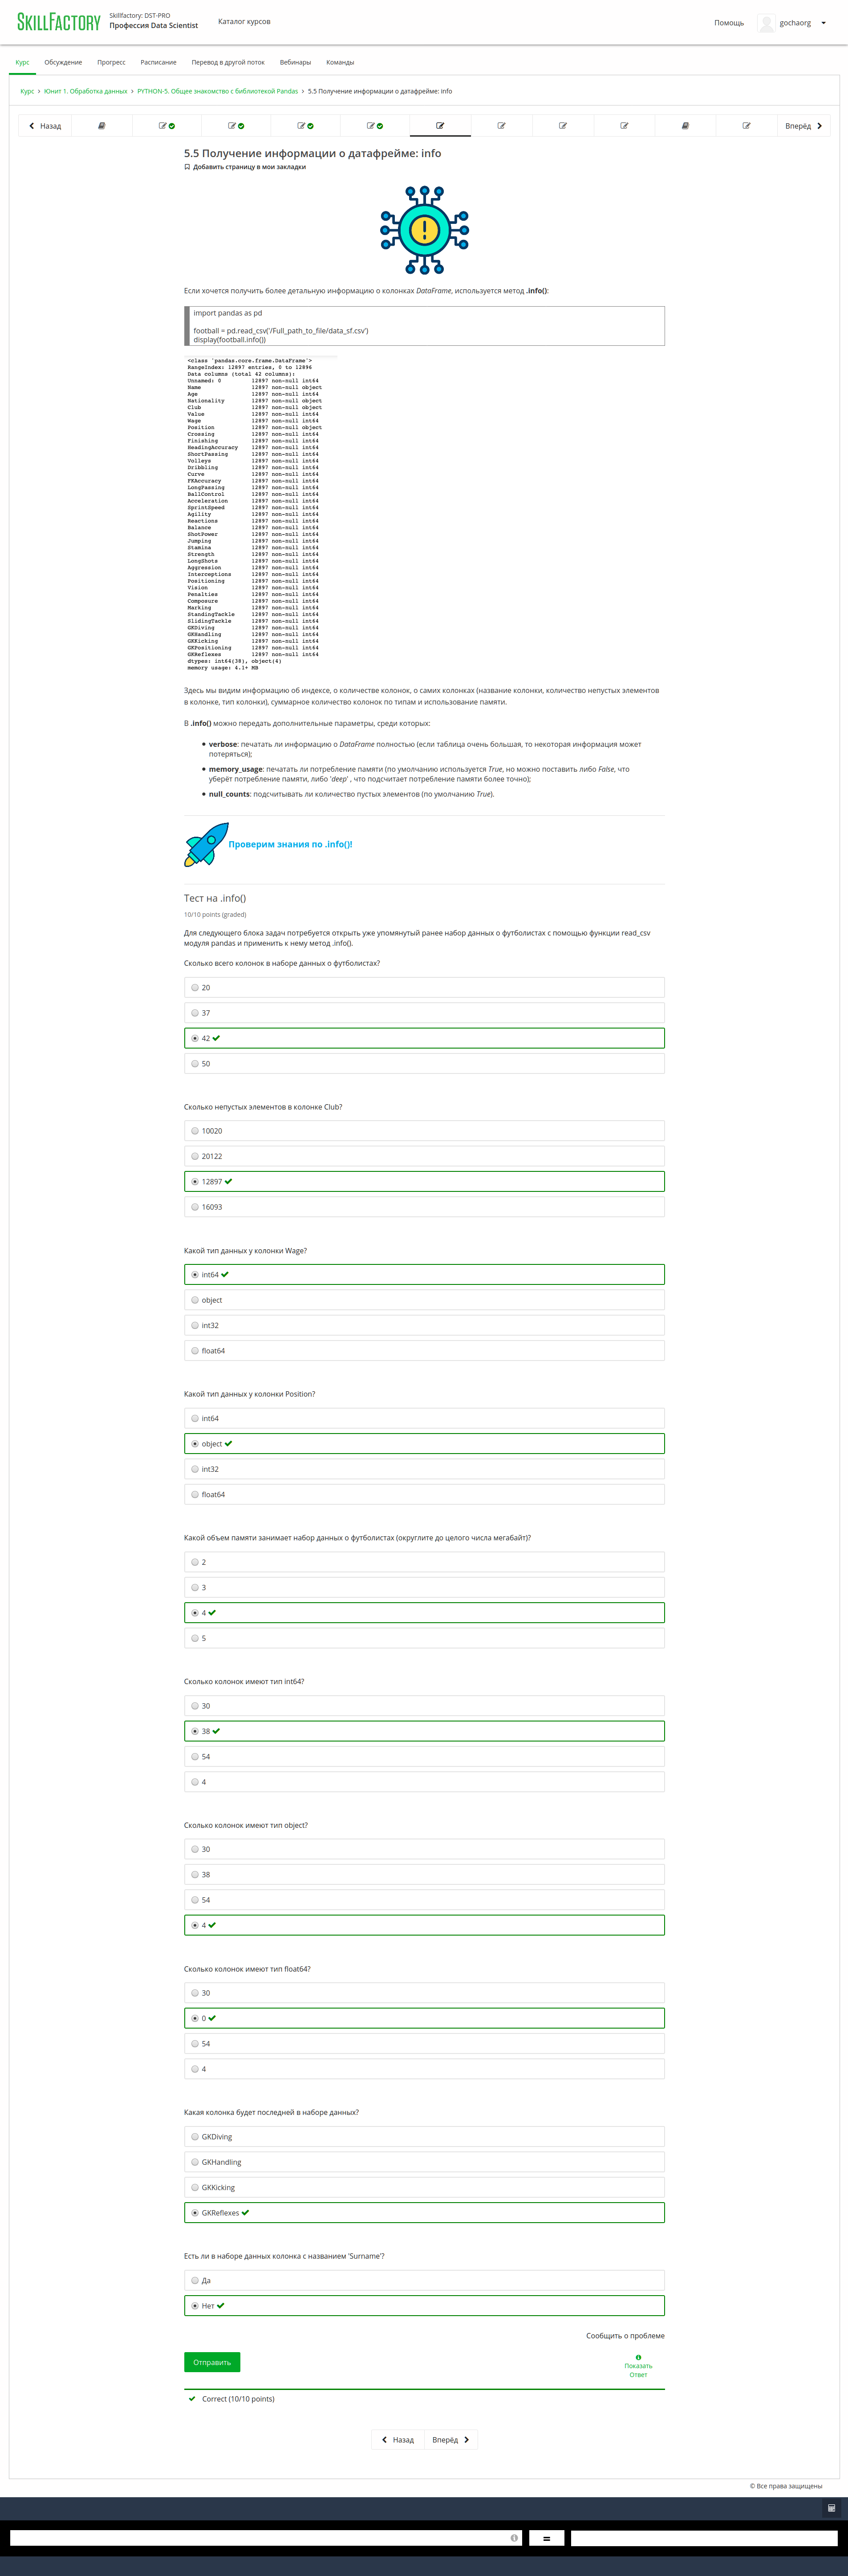 SKILLFACTORY
Skillfactory: DST-PRO
Профессия Data Scientist
Каталог курсов
Помощь
gochaorg
Курс
Обсуждение
Прогресс
Расписание
Перевод в другой поток
Вебинары
Команды
Курс > Юнит 1. Обработка данных > PYTHON-5. Общее знакомство с библиотекой Pandas > 5.5 Получение информации о датафрейме: info
Назад
Вперёд
5.5 Получение информации о датафрейме: info
Добавить страницу в мои закладки
Если хочется получить более детальную информацию о колонках DataFrame, используется метод .info():
import pandas as pd
football = pd.read_csv('/Full_path_to_file/data_sf.csv')
display(football.info())
<class 'pandas.core.frame.DataFrame'>
RangeIndex: 12897 entries, 0 to 12896
Data columns (total 42 columns):
Unnamed: 0 12897 non-null int64
Name 12897 non-null object
Age 12897 non-null int64
Nationality 12897 non-null object
Club 12897 non-null object
Value 12897 non-null int64
Wage 12897 non-null int64
Position 12897 non-null object
Crossing 12897 non-null int64
Finishing 12897 non-null int64
HeadingAccuracy 12897 non-null int64
ShortPassing 12897 non-null int64
Volleys 12897 non-null int64
Dribbling 12897 non-null int64
Curve 12897 non-null int64
FKAccuracy 12897 non-null int64
LongPassing 12897 non-null int64
BallControl 12897 non-null int64
Acceleration 12897 non-null int64
SprintSpeed 12897 non-null int64
Agility 12897 non-null int64
Reactions 12897 non-null int64
Balance 12897 non-null int64
ShotPower 12897 non-null int64
Jumping 12897 non-null int64
Stamina 12897 non-null int64
Strength 12897 non-null int64
LongShots 12897 non-null int64
Aggression 12897 non-null int64
Interceptions 12897 non-null int64
Positioning 12897 non-null int64
Vision 12897 non-null int64
Penalties 12897 non-null int64
Composure 12897 non-null int64
Marking 12897 non-null int64
StandingTackle 12897 non-null int64
SlidingTackle 12897 non-null int64
GKDiving 12897 non-null int64
GKHandling 12897 non-null int64
GKKicking 12897 non-null int64
GKPositioning 12897 non-null int64
GKReflexes 12897 non-null int64
dtypes: int64(38), object(4)
memory usage: 4.1+ MB
Здесь мы видим информацию об индексе, о количестве колонок, о самих колонках (название колонки, количество непустых элементов
в колонке, тип колонки), суммарное количество колонок по типам и использование памяти.
В .info() можно передать дополнительные параметры, среди которых:
verbose: печатать ли информацию о DataFrame полностью (если таблица очень большая, то некоторая информация может
потеряться);
memory_usage: печатать ли потребление памяти (по умолчанию используется True, но можно поставить либо False, что
уберёт потребление памяти, либо 'deep' , что подсчитает потребление памяти более точно);
null_counts: подсчитывать ли количество пустых элементов (по умолчанию True).
Проверим знания по .info()!
Тест на .info()
10/10 points (graded)
Для следующего блока задач потребуется открыть уже упомянутый ранее набор данных о футболистах с помощью функции read_csv
модуля pandas и применить к нему метод .info().
Сколько всего колонок в наборе данных о футболистах?
20
37
42
50
Сколько непустых элементов в колонке Club?
10020
20122
12897
16093
Какой тип данных у колонки Wage?
int64
object
int32
float64
Какой тип данных у колонки Position?
int64
object
int32
float64
Какой объем памяти занимает набор данных о футболистах (округлите до целого числа мегабайт)?
2
3
4
5
Сколько колонок имеют тип int64?
30
38
54
4
Сколько колонок имеют тип object?
30
38
54
4
Сколько колонок имеют тип float64?
30
0
54
4
Какая колонка будет последней в наборе данных?
GKDiving
GKHandling
GKKicking
GKReflexes
Есть ли в наборе данных колонка с названием 'Surname'?
Да
Нет
Сообщить о проблеме
Отправить
Показать
Ответ
Correct (10/10 points)
Назад
Вперёд
© Все права защищены
=